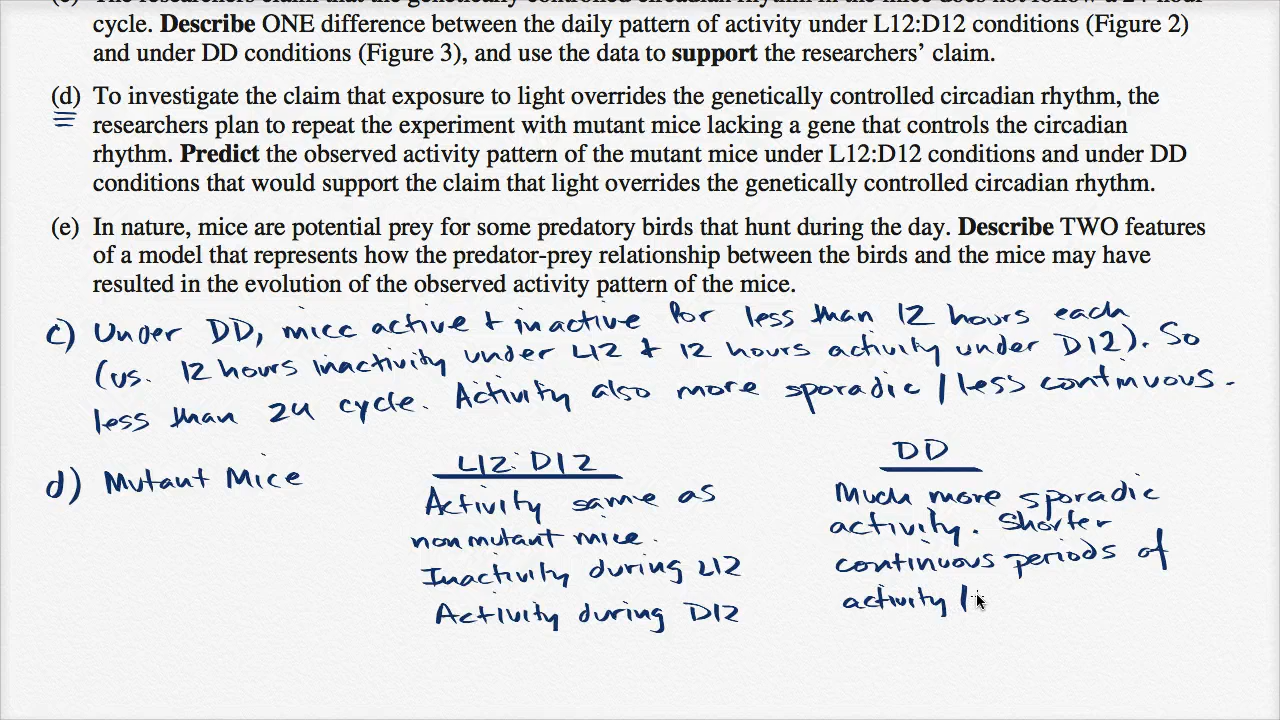 cycle. Describe ONE difference between the daily pattern of activity under L12:D12 conditions (Figure 2)
and under DD conditions (Figure 3), and use the data to support the researchers' claim.
(d) To investigate the claim that exposure to light overrides the genetically controlled circadian rhythm, the
researchers plan to repeat the experiment with mutant mice lacking a gene that controls the circadian
rhythm. Predict the observed activity pattern of the mutant mice under L12:D12 conditions and under DD
conditions that would support the claim that light overrides the genetically controlled circadian rhythm.
(e) In nature, mice are potential prey for some predatory birds that hunt during the day. Describe TWO features
of a model that represents how the predator-prey relationship between the birds and the mice may have
resulted in the evolution of the observed activity pattern of the mice.
c) Under DD, mice active + inactive for less than 12 hours each
(vs. 12 hours inactivity under L12 + 12 hours activity under D12). So
less than 24 cycle. Activity also more sporadic / less continuous.
d) Mutant Mice
L12:D12
Activity same as
nonmutant mice.
Inactivity during L12
Activity during D12
DD
Much more sporadic
activity. Shorter
continuous periods of
activity /